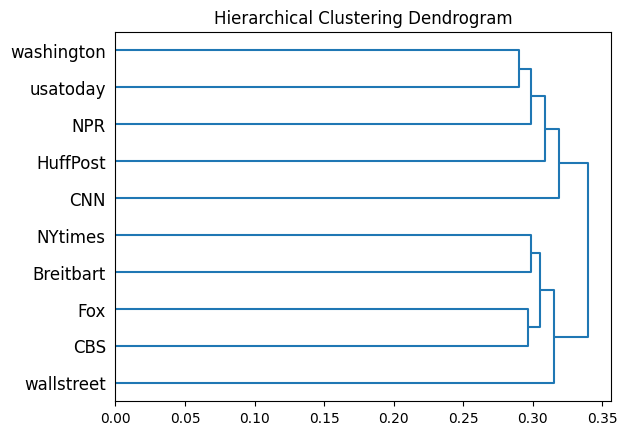 Hierarchical Clustering Dendrogram
washington
usatoday
NPR
HuffPost
CNN
NYtimes
Breitbart
Fox
CBS
wallstreet
0.00 0.05 0.10 0.15 0.20 0.25 0.30 0.35